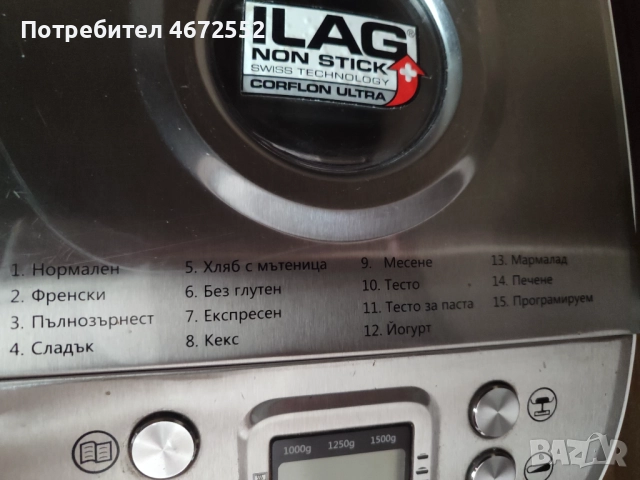 Потребител 4672552
ILAG®
NON STICK
SWISS TECHNOLOGY
CORFLON ULTRA
1. Нормален
2. Френски
3. Пълнозърнест
4. Сладък
5. Хляб с мътеница
6. Без глутен
7. Експресен
8. Кекс
9. Месене
10. Тесто
11. Тесто за паста
12. Йогурт
13. Мармалад
14. Печене
15. Програмируем
1000g 1250g 1500g
bazar